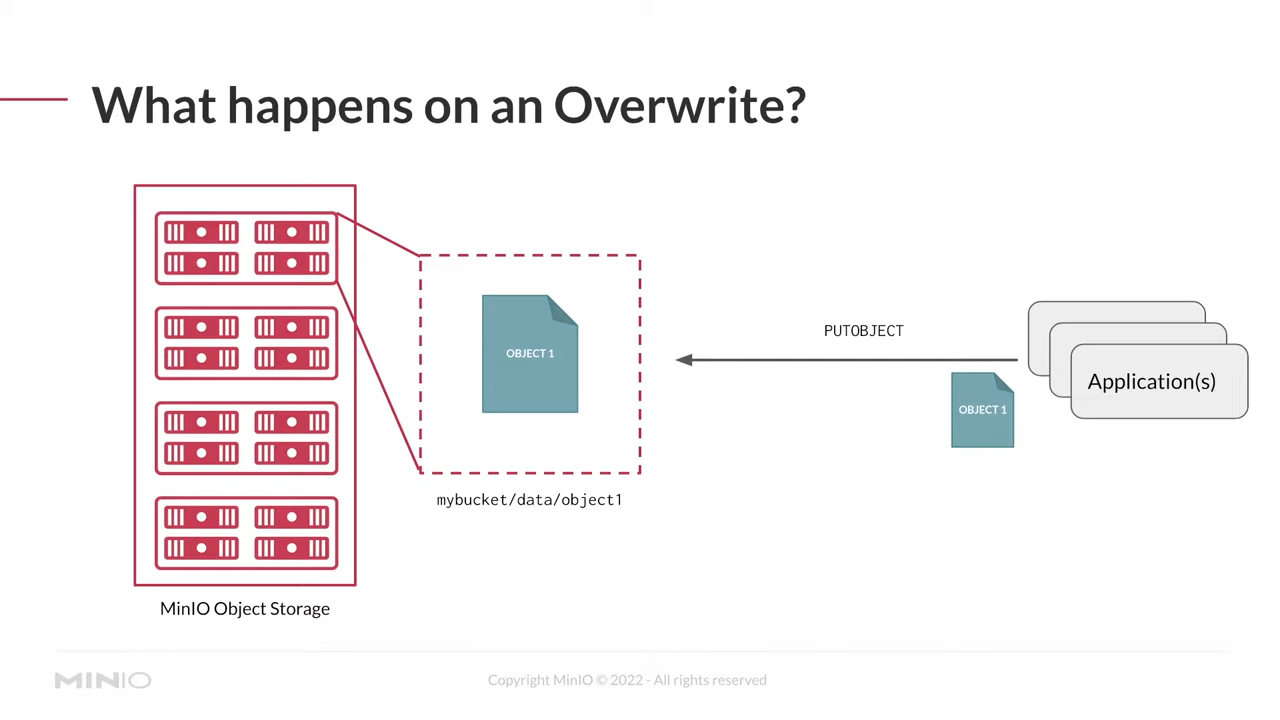 What happens on an Overwrite?
OBJECT 1
mybucket/data/object1
PUTOBJECT
OBJECT 1
Application(s)
MinIO Object Storage
MINIO
Copyright MinIO © 2022 - All rights reserved